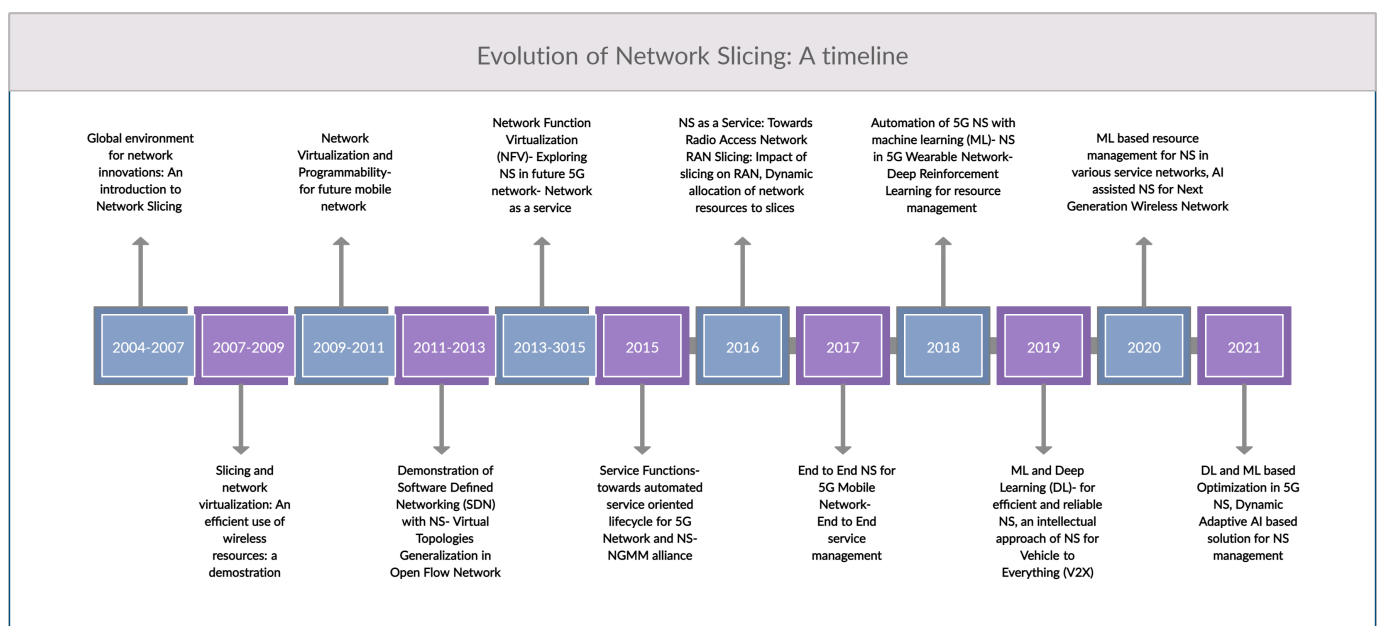 Evolution of Network Slicing: A timeline
Global environment
for network
innovations: An
introduction to
Network Slicing
Network
Virtualization and
Programmability-
for future mobile
network
Network Function
Virtualization
(NFV)- Exploring
NS in future 5G
network- Network
as a service
NS as a Service: Towards
Radio Access Network
RAN Slicing: Impact of
slicing on RAN, Dynamic
allocation of network
resources to slices
Automation of 5G NS with
machine learning (ML)- NS
in 5G Wearable Network-
Deep Reinforcement
Learning for resource
management
ML based resource
management for NS in
various service networks, AI
assisted NS for Next
Generation Wireless Network
2004-2007
2007-2009
2009-2011
2011-2013
2013-3015
2015
2016
2017
2018
2019
2020
2021
Slicing and
network
virtualization: An
efficient use of
wireless
resources: a
demostration
Demonstration of
Software Defined
Networking (SDN)
with NS- Virtual
Topologies
Generalization in
Open Flow Network
Service Functions-
towards automated
service oriented
lifecycle for 5G
Network and NS-
NGMM alliance
End to End NS for
5G Mobile
Network-
End to End
service
management
ML and Deep
Learning (DL)- for
efficient and reliable
NS, an intellectual
approach of NS for
Vehicle to
Everything (V2X)
DL and ML based
Optimization in 5G
NS, Dynamic
Adaptive AI based
solution for NS
management